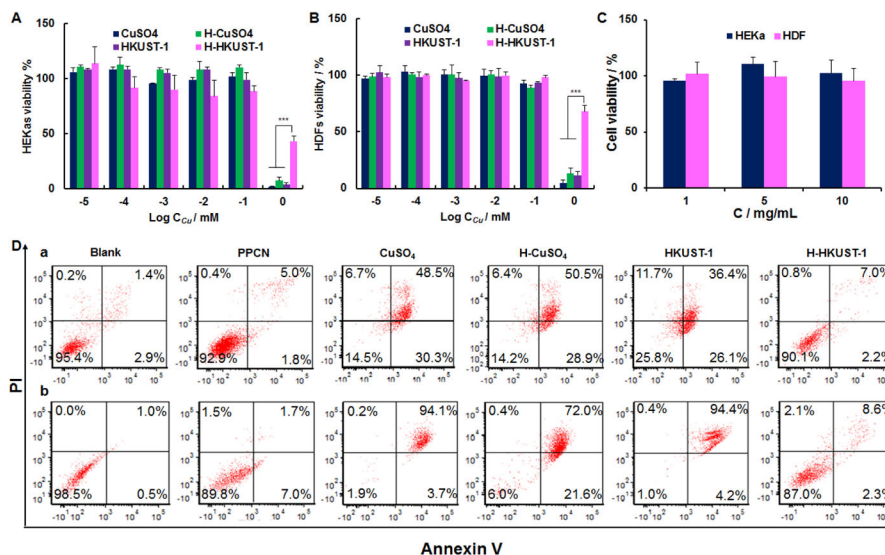 A
CuSO4 H-CuSO4
HKUST-1 H-HKUST-1
HEKas viability %
150
100
50
0
***
-5 -4 -3 -2 -1 0
Log C Cu / mM
B
CuSO4 H-CuSO4
HKUST-1 H-HKUST-1
HDFs viability / %
150
100
50
0
***
-5 -4 -3 -2 -1 0
Log C Cu / mM
C
HEKa HDF
Cell viability / %
150
100
50
0
1 5 10
C / mg/mL
D
PI
Blank PPCN CuSO₄ H-CuSO₄ HKUST-1 H-HKUST-1
a
0.2% 1.4% 0.4% 5.0% 6.7% 48.5% 6.4% 50.5% 11.7% 36.4% 0.8% 7.0%
95.4% 2.9% 92.9% 1.8% 14.5% 30.3% 14.2% 28.9% 25.8% 26.1% 90.1% 2.2%
b
0.0% 1.0% 1.5% 1.7% 0.2% 94.1% 0.4% 72.0% 0.4% 94.4% 2.1% 8.6%
98.5% 0.5% 89.8% 7.0% 1.9% 3.7% 6.0% 21.6% 1.0% 4.2% 87.0% 2.3%
Annexin V